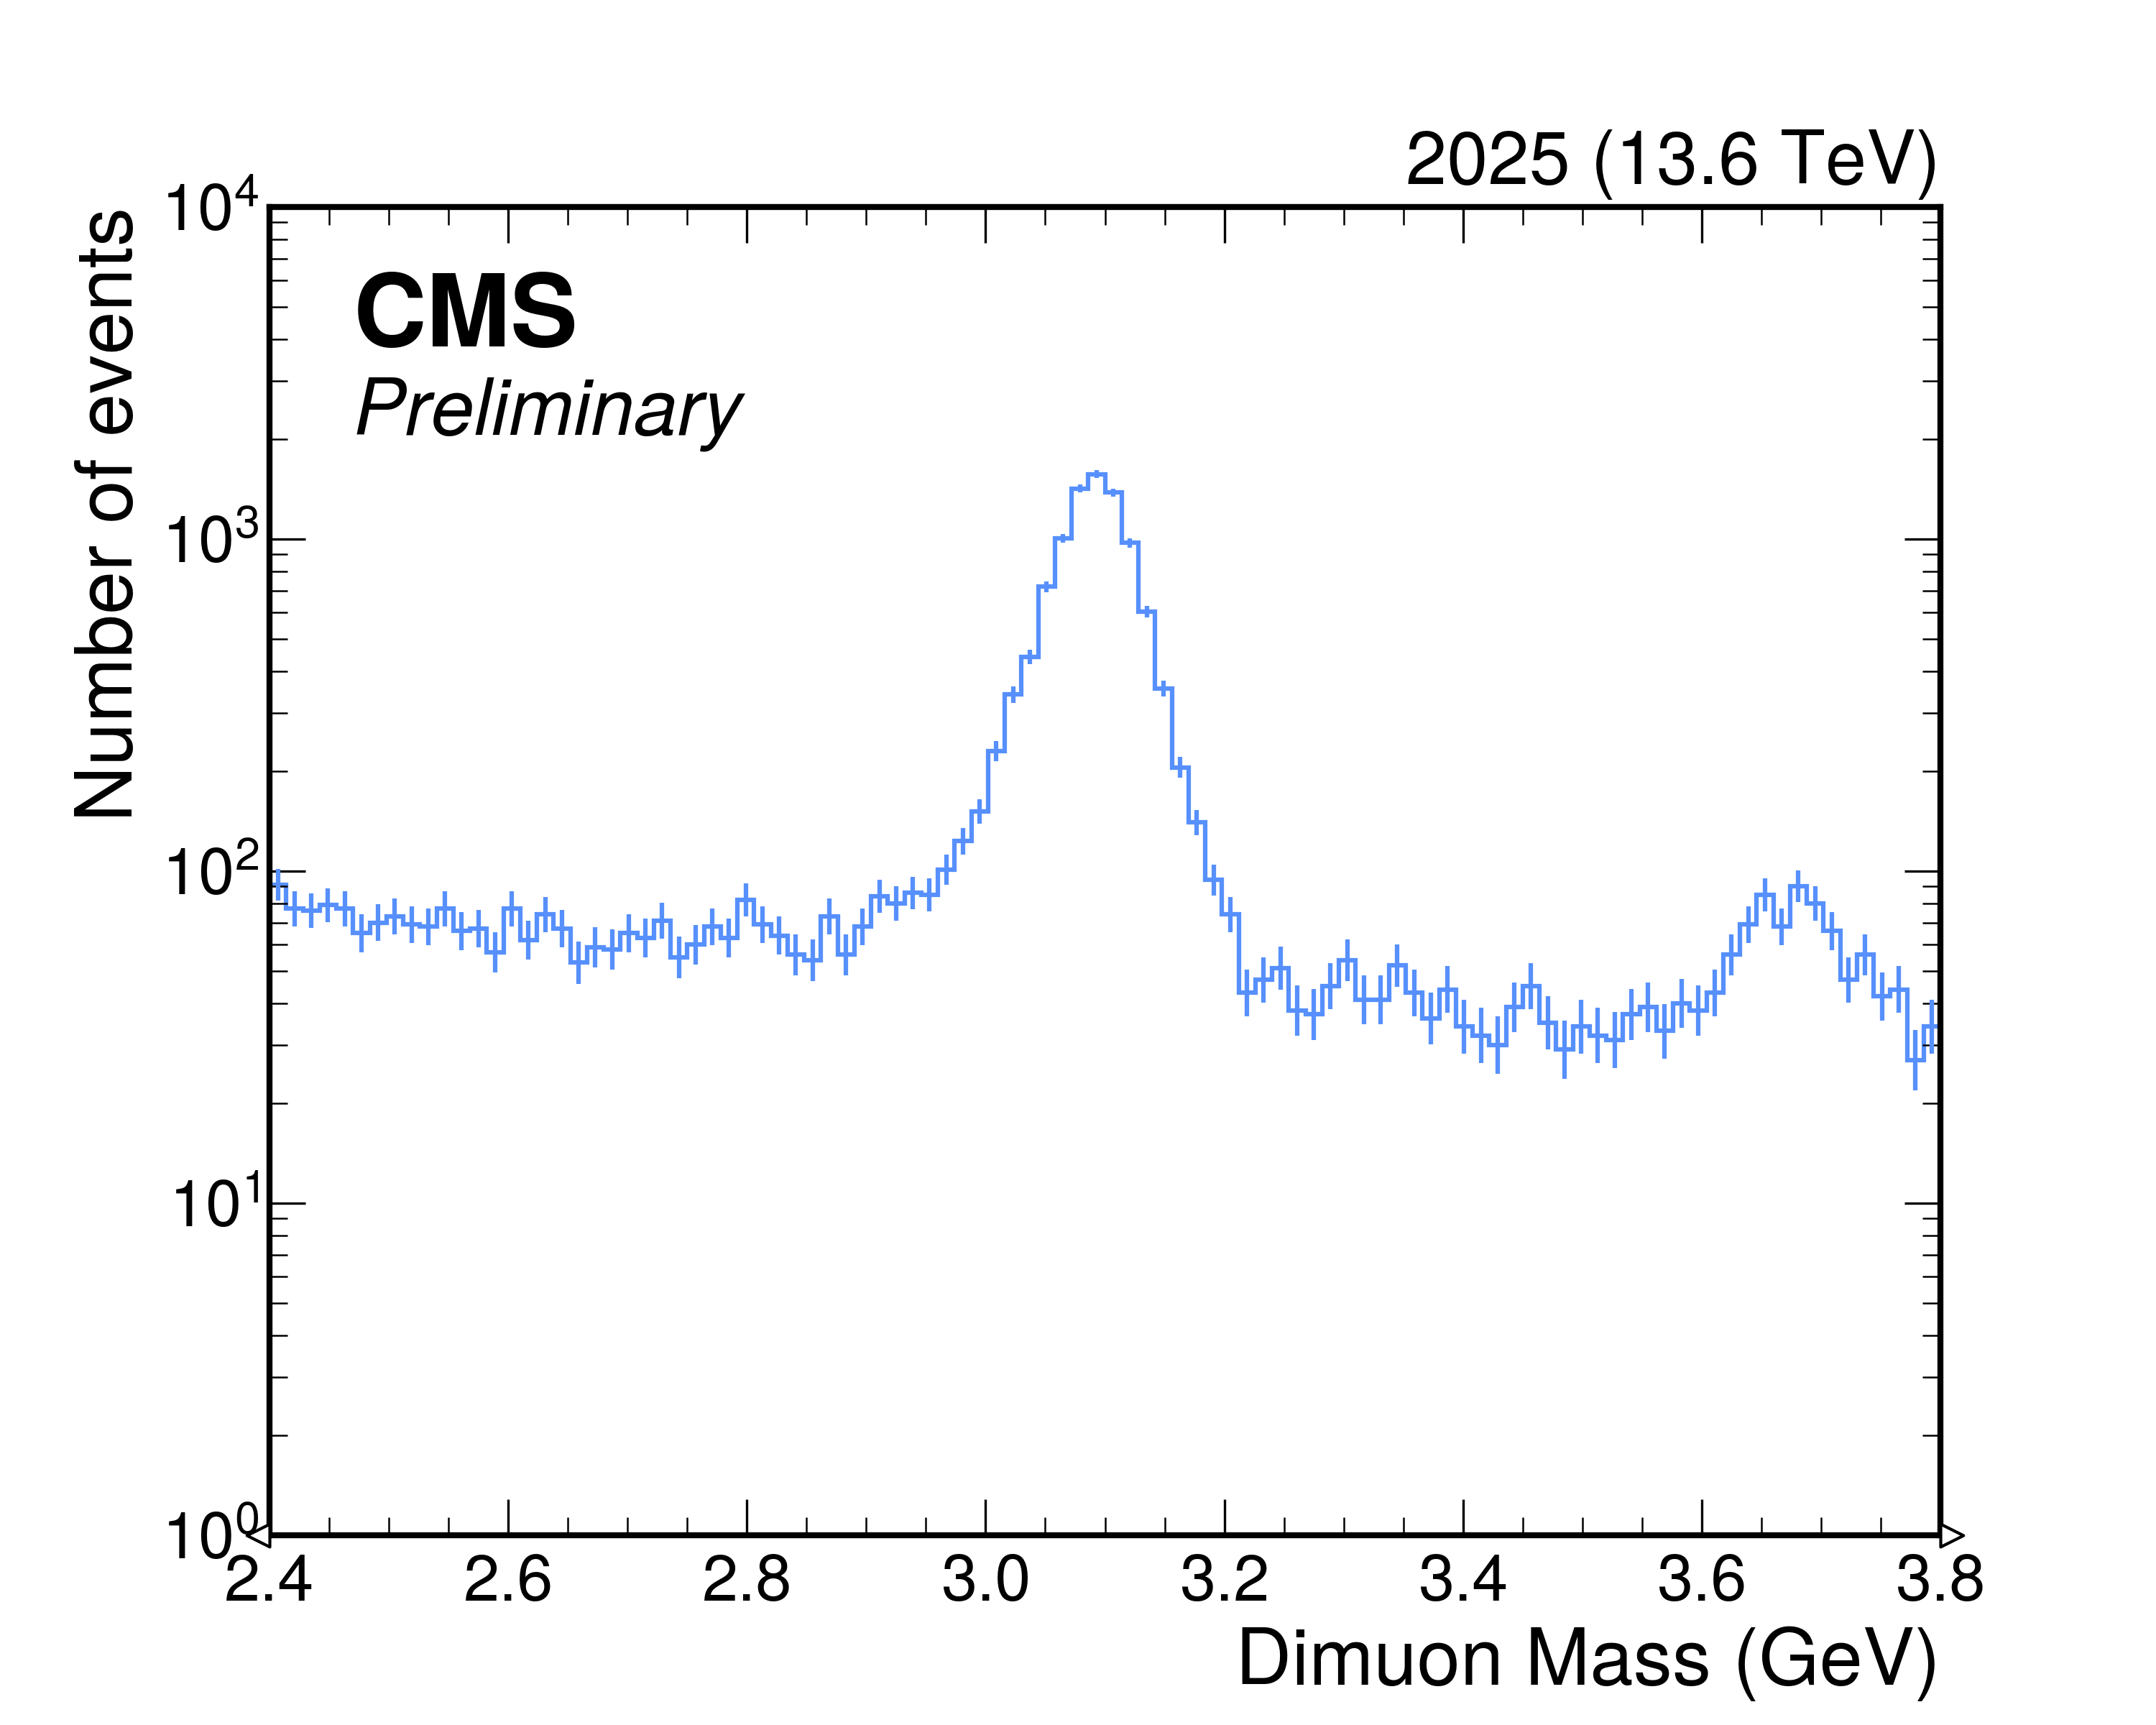 2025 (13.6 TeV)
CMS
Preliminary
Number of events
10⁴
10³
10²
10¹
10⁰
2.4 2.6 2.8 3.0 3.2 3.4 3.6 3.8
Dimuon Mass (GeV)